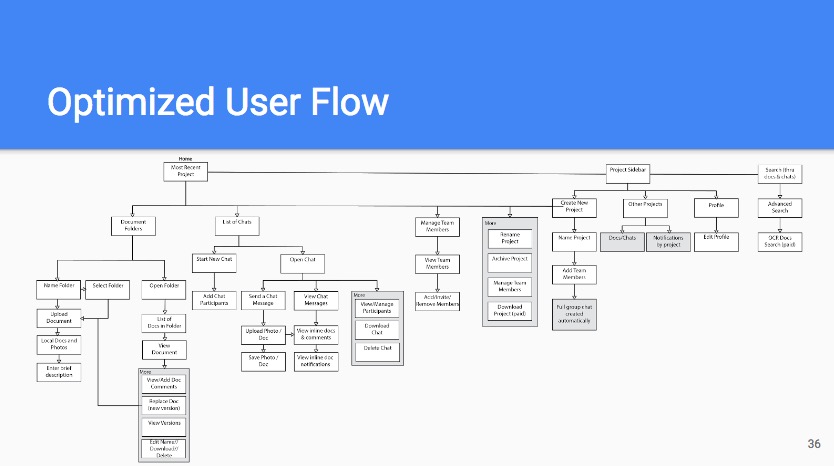 Optimized User Flow
Home
Most Recent
Project
Project Sidebar
Search (thru
docs & chats)
Document
Folders
List of Chats
Manage Team
Members
More
Rename
Project
Archive Project
Manage Team
Members
Download
Project (paid)
Create New
Project
Other Projects
Profile
Advanced
Search
Name Project
Docs/Chats
Notifications
by project
Edit Profile
OCR Docs
Search (paid)
Start New Chat
Open Chat
View Team
Members
Add Team
Members
Name Folder
Select Folder
Open Folder
Add Chat
Participants
Send a Chat
Message
View Chat
Messages
More
View/Manage
Participants
Download
Chat
Delete Chat
Add/Invite/
Remove Members
Full group chat
created
automatically
Upload
Document
List of
Docs in Folder
Upload Photo /
Doc
View inline docs
& comments
Local Docs and
Photos
View
Document
Save Photo /
Doc
View inline doc
notifications
Enter brief
description
More
View/Add Doc
Comments
Replace Doc
(new version)
View Versions
Edit Name//
Download//
Delete
36